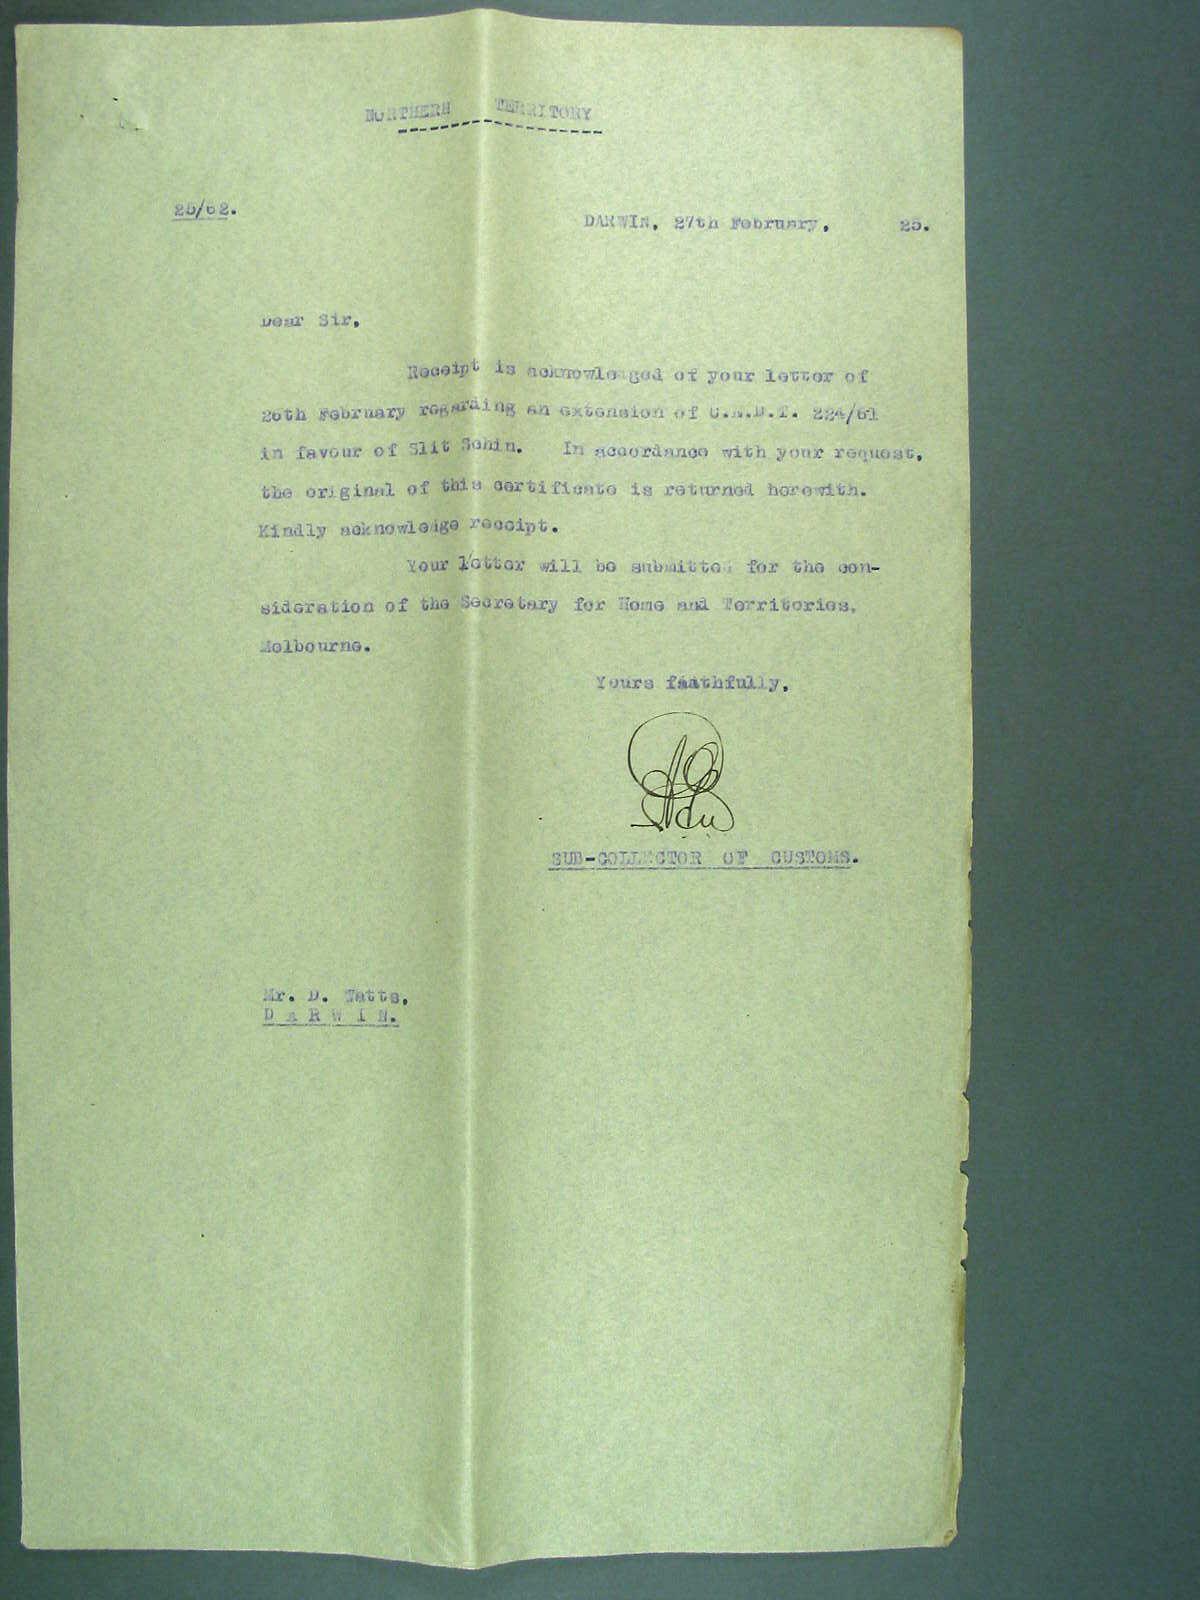 NORTHERN TERRITORY
25/62.
DARWIN, 27th February, 25.
Dear Sir,
Receipt is acknowledged of your letter of
26th February regarding an extension of C.E.D.T. 224/61
in favour of Slit Schin. In accordance with your request,
the original of this certificate is returned herewith.
Kindly acknowledge receipt.
Your letter will be submitted for the con-
sideration of the Secretary for Home and Territories,
Melbourne.
Yours faithfully,
SUB-COLLECTOR OF CUSTOMS.
Mr. D. Watts,
DARWIN.